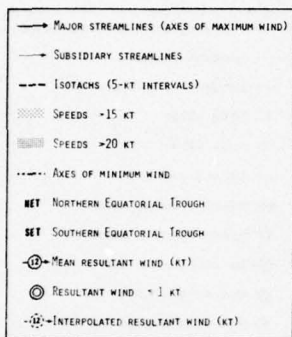 MAJOR STREAMLINES (AXES OF MAXIMUM WIND)
SUBSIDIARY STREAMLINES
ISOTACHS (5-KT INTERVALS)
SPEEDS -15 KT
SPEEDS >20 KT
AXES OF MINIMUM WIND
NET NORTHERN EQUATORIAL TROUGH
SET SOUTHERN EQUATORIAL TROUGH
12 MEAN RESULTANT WIND (KT)
RESULTANT WIND 1 KT
12 INTERPOLATED RESULTANT WIND (KT)